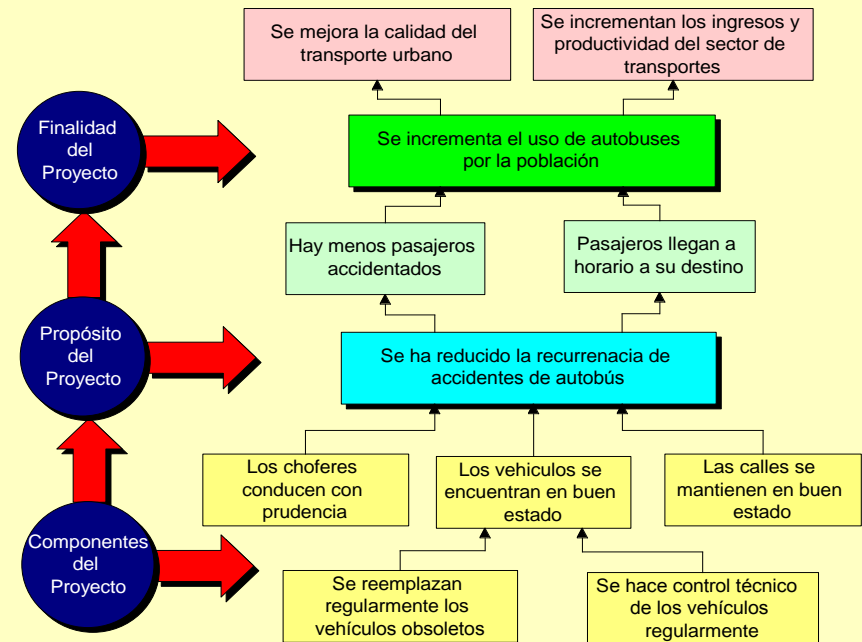 Se mejora la calidad del
transporte urbano
Se incrementan los ingresos y
productividad del sector de
transportes
Finalidad
del
Proyecto
Se incrementa el uso de autobuses
por la población
Hay menos pasajeros
accidentados
Pasajeros llegan a
horario a su destino
Propósito
del
Proyecto
Se ha reducido la recurrenacia de
accidentes de autobús
Los choferes
conducen con
prudencia
Los vehiculos se
encuentran en buen
estado
Las calles se
mantienen en buen
estado
Componentes
del
Proyecto
Se reemplazan
regularmente los
vehículos obsoletos
Se hace control técnico
de los vehículos
regularmente